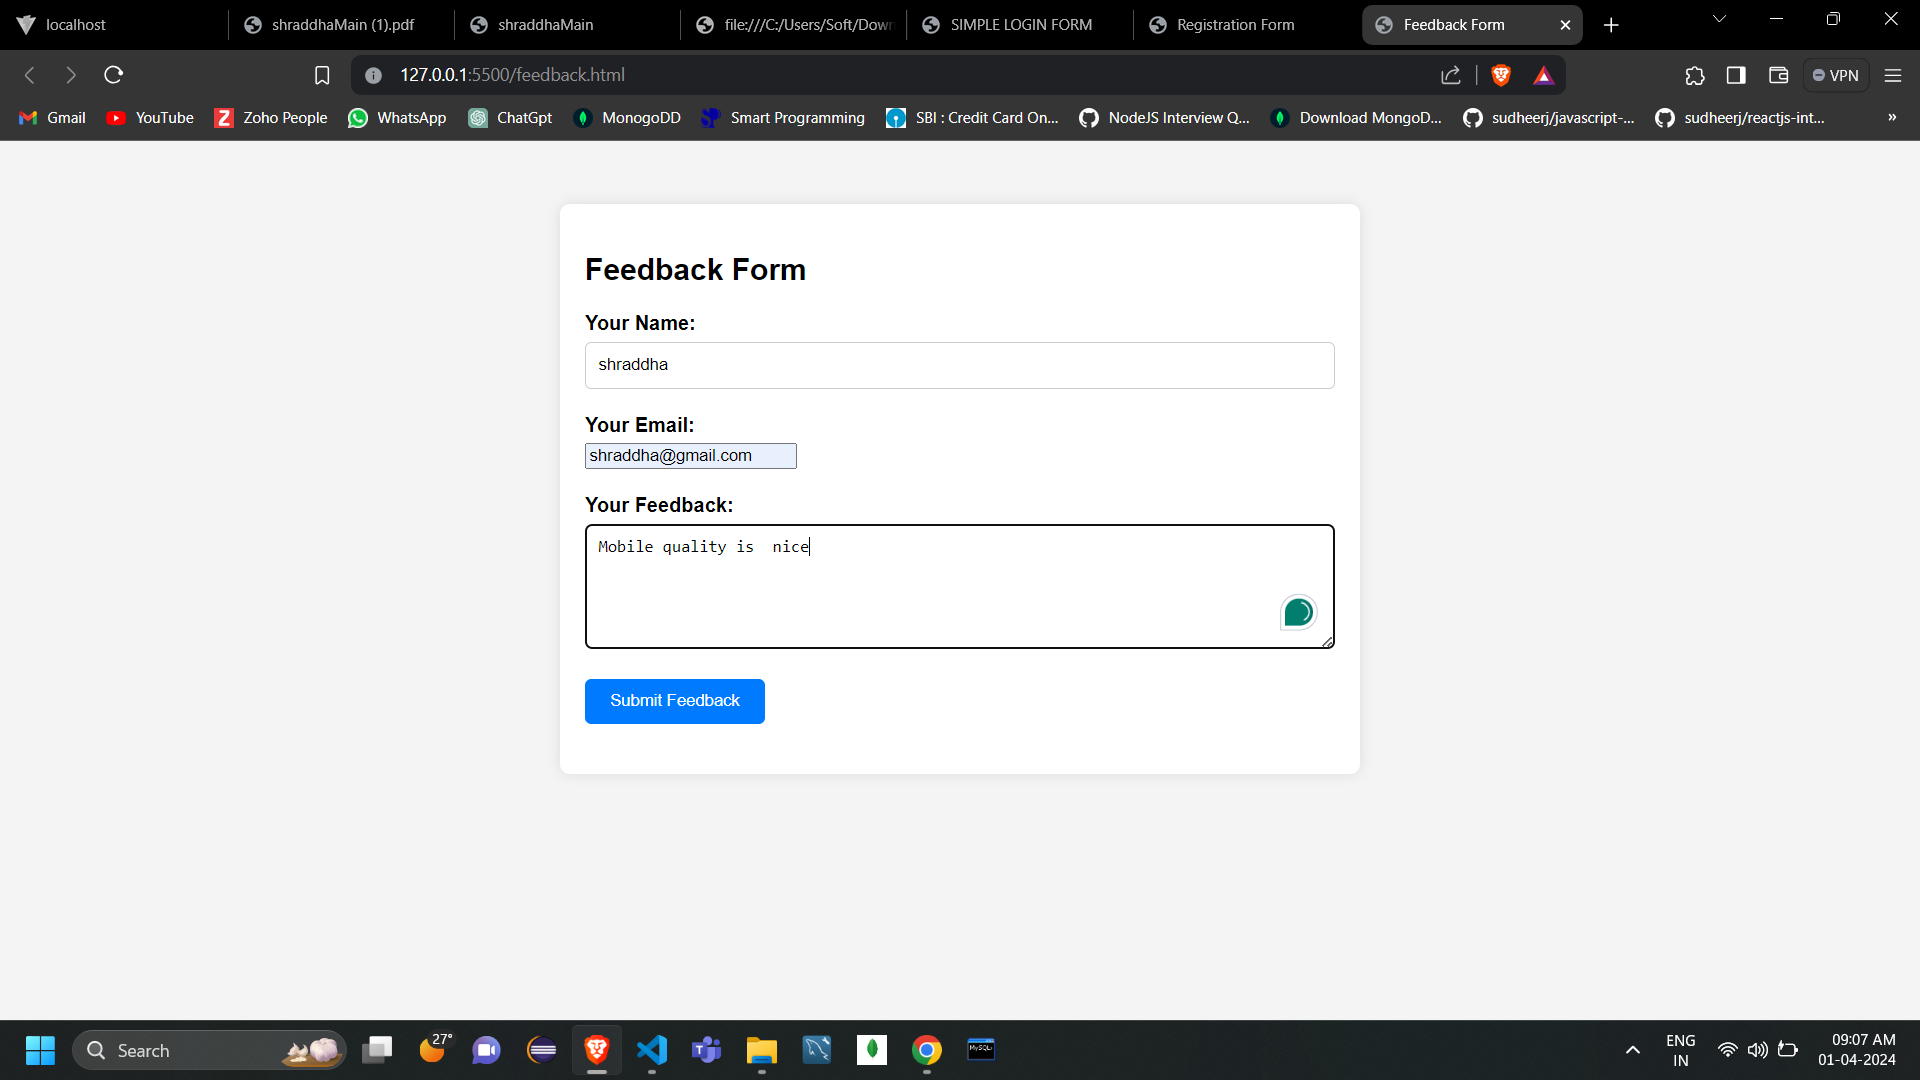 localhost
shraddhaMain (1).pdf
shraddhaMain
file:///C:/Users/Soft/Down
SIMPLE LOGIN FORM
Registration Form
Feedback Form
127.0.0.1:5500/feedback.html
VPN
Gmail
YouTube
Zoho People
WhatsApp
ChatGpt
MonogoDD
Smart Programming
SBI : Credit Card On...
NodeJS Interview Q...
Download MongoD...
sudheerj/javascript-...
sudheerj/reactjs-int...
»
Feedback Form
Your Name:
shraddha
Your Email:
shraddha@gmail.com
Your Feedback:
Mobile quality is  nice
Submit Feedback
Search
27°
MySQL
ENG
IN
09:07 AM
01-04-2024